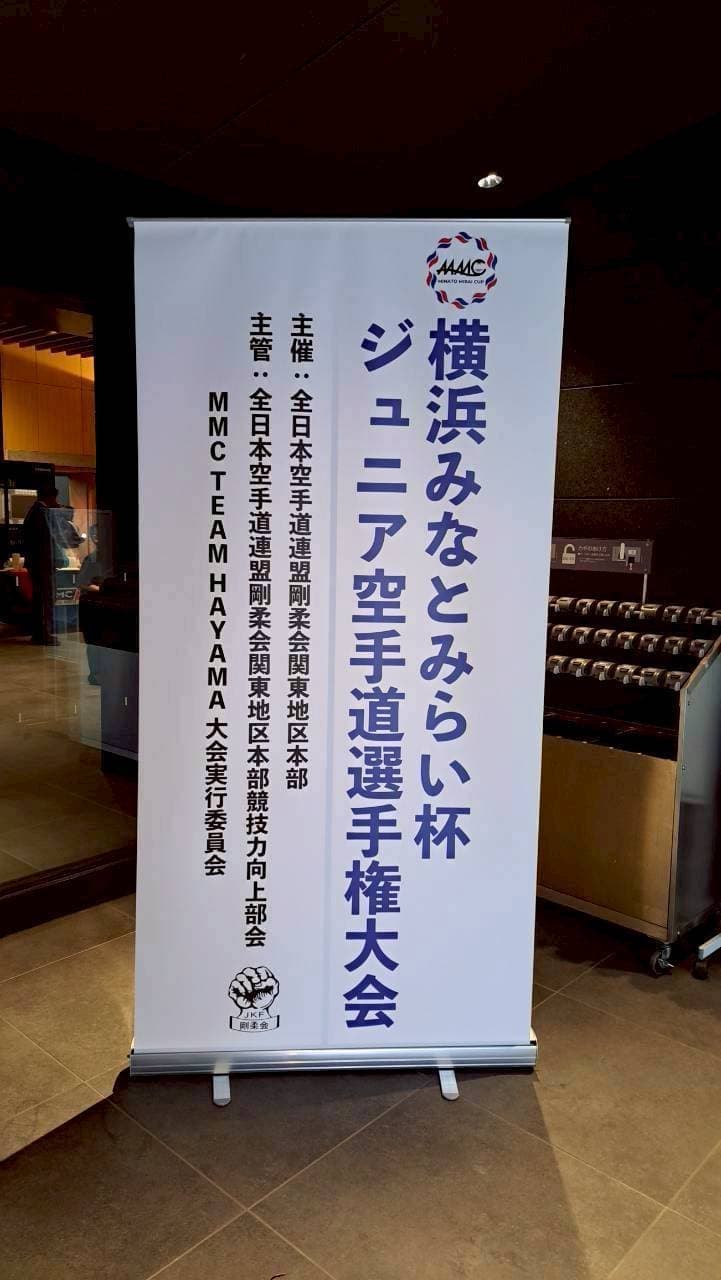 MMC
MINATO MIRAI CUP
横浜みなとみらい杯
ジュニア空手道選手権大会
主催：全日本空手道連盟剛柔会関東地区本部
主管：全日本空手道連盟剛柔会関東地区本部競技力向上部会
MMC TEAM HAYAMA 大会実行委員会
JKF
剛柔会